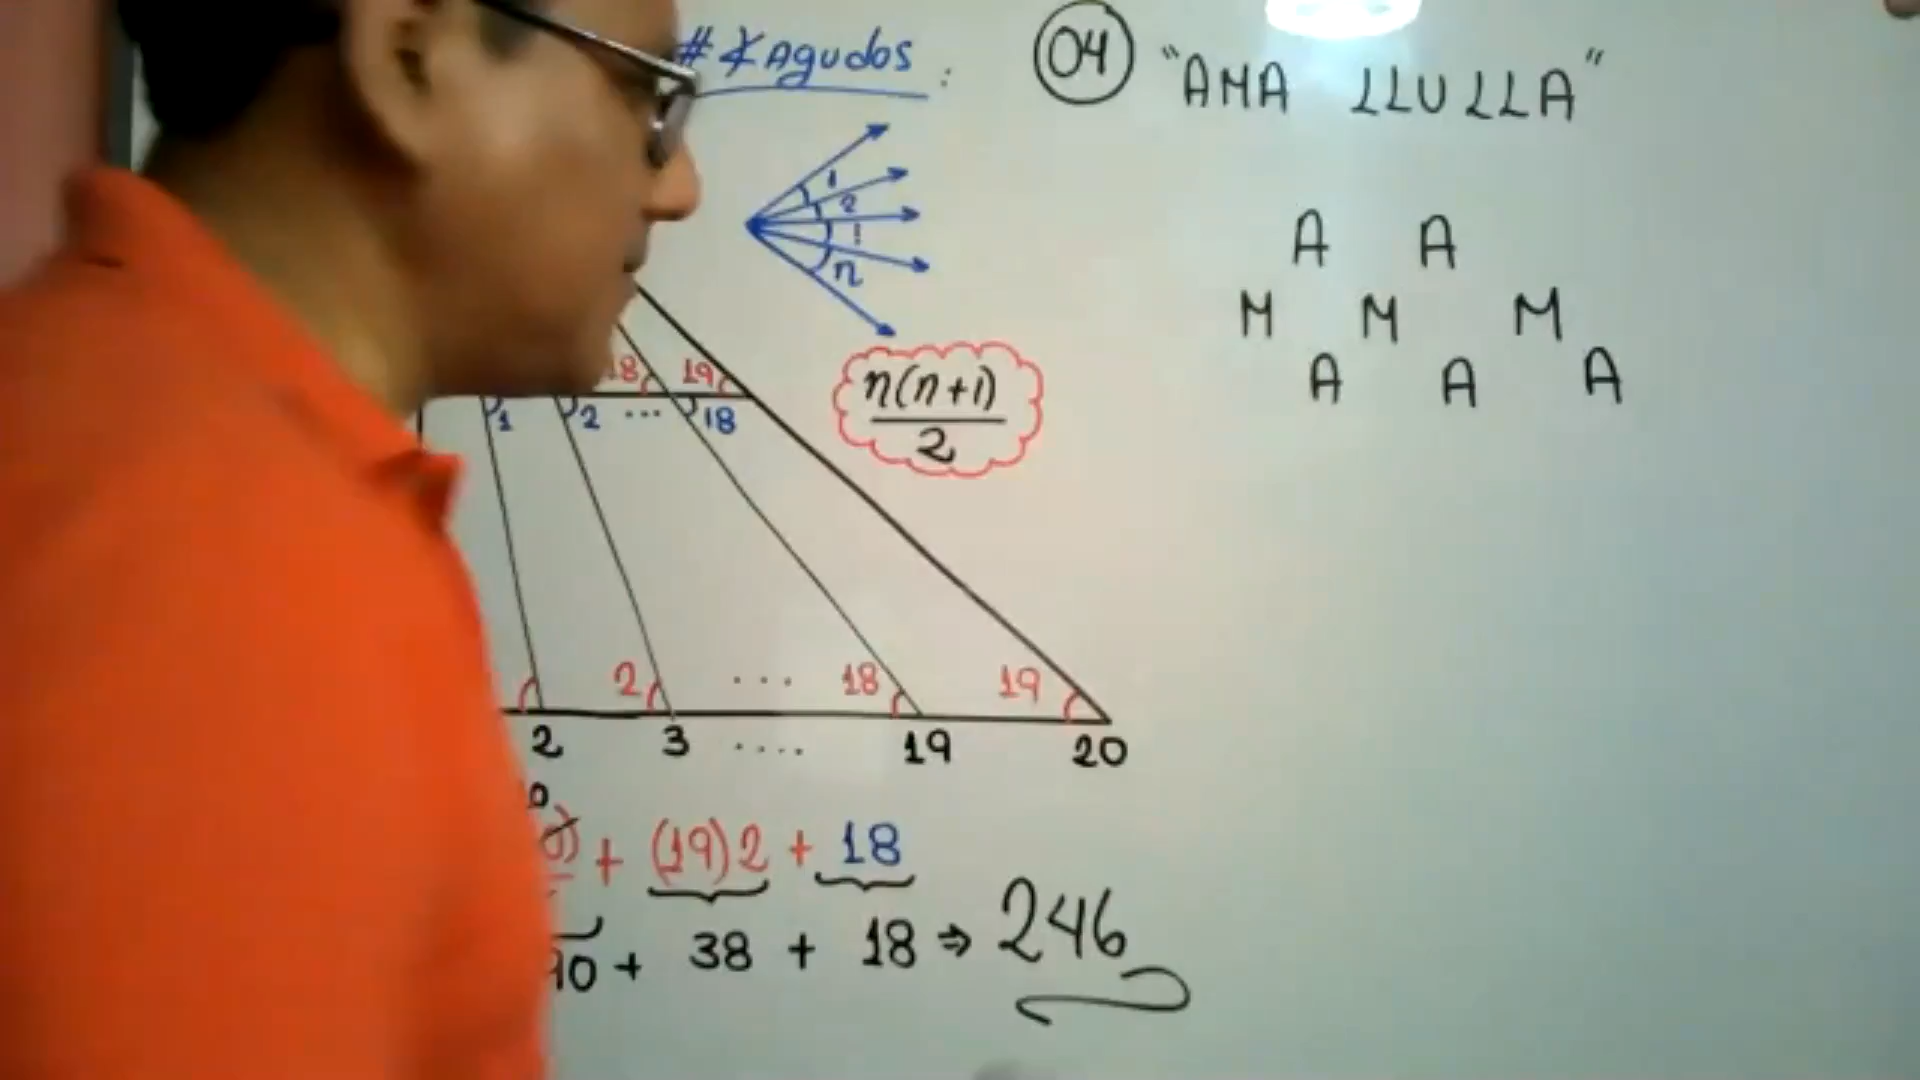 # ∡ Agudos :
1
2
⋮
n
18 19
1 2 ... 18
n(n+1)
2
2 ... 18 19
2 3 .... 19 20
+ (19)2 + 18
90 + 38 + 18 ⇒ 246
04 "AMA LLULLA"
A A
M M M
A A A